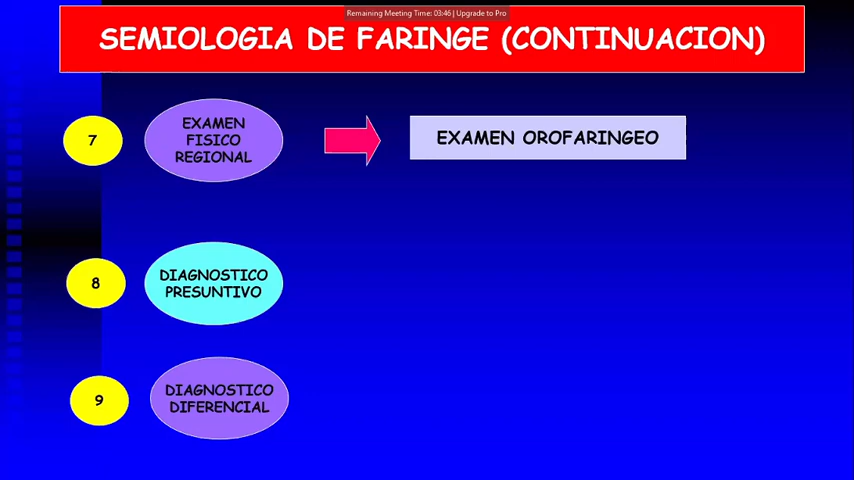 Remaining Meeting Time: 03:46 | Upgrade to Pro
SEMIOLOGIA DE FARINGE (CONTINUACION)
7
EXAMEN
FISICO
REGIONAL
EXAMEN OROFARINGEO
8
DIAGNOSTICO
PRESUNTIVO
9
DIAGNOSTICO
DIFERENCIAL